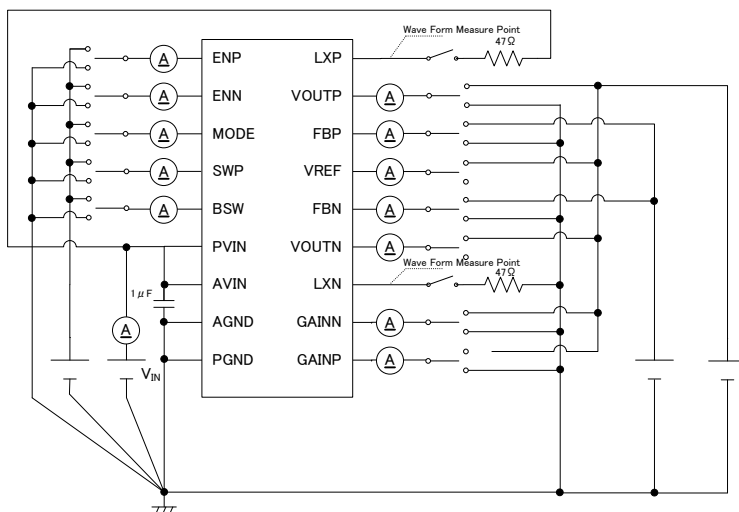 Wave Form Measure Point
47Ω
A ENP LXP
A ENN VOUTP A
A MODE FBP A
A SWP VREF A
A BSW FBN A
PVIN VOUTN A
Wave Form Measure Point
47Ω
AVIN LXN
1μF
AGND GAINN A
A
PGND GAINP A
VIN